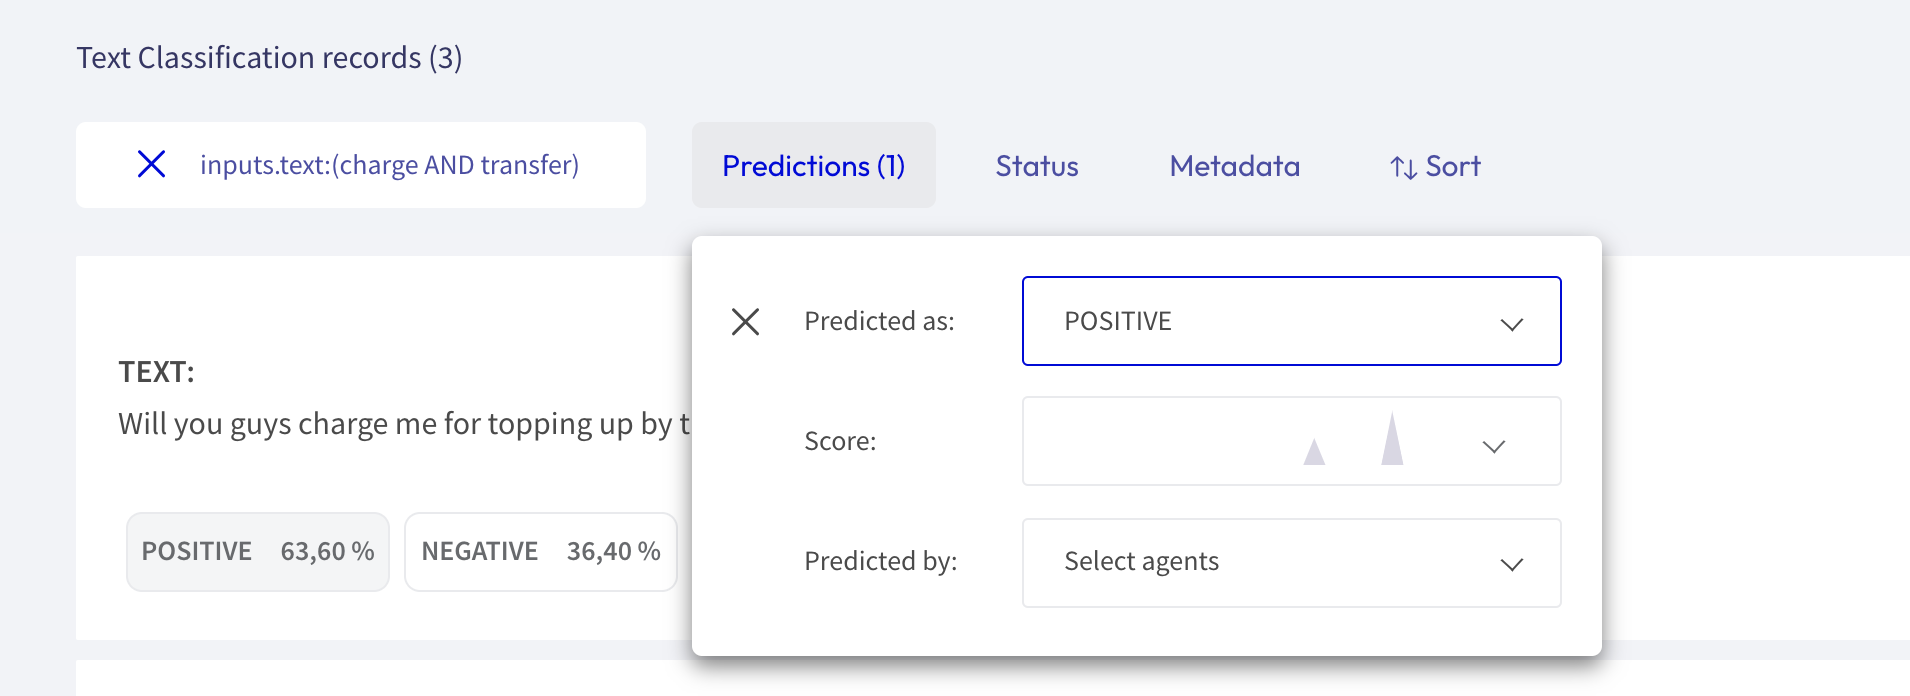 Text Classification records (3)
inputs.text:(charge AND transfer)
Predictions (1)
Status
Metadata
Sort
Predicted as:
POSITIVE
Score:
Predicted by:
Select agents
TEXT:
Will you guys charge me for topping up by
POSITIVE 63,60 %
NEGATIVE 36,40 %